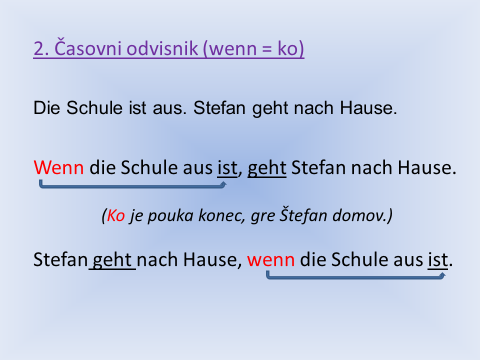 2. Časovni odvisnik (wenn = ko)
Die Schule ist aus. Stefan geht nach Hause.
Wenn die Schule aus ist, geht Stefan nach Hause.
(Ko je pouka konec, gre Štefan domov.)
Stefan geht nach Hause, wenn die Schule aus ist.